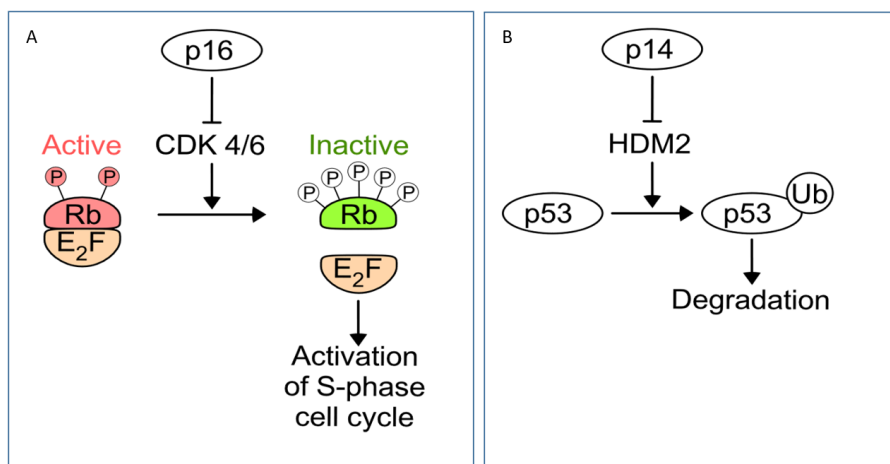 A
p16
Active
CDK 4/6
Inactive
P
P
P
P
P
P
P
Rb
E₂F
Rb
E₂F
Activation
of S-phase
cell cycle
B
p14
HDM2
p53
p53
Ub
Degradation